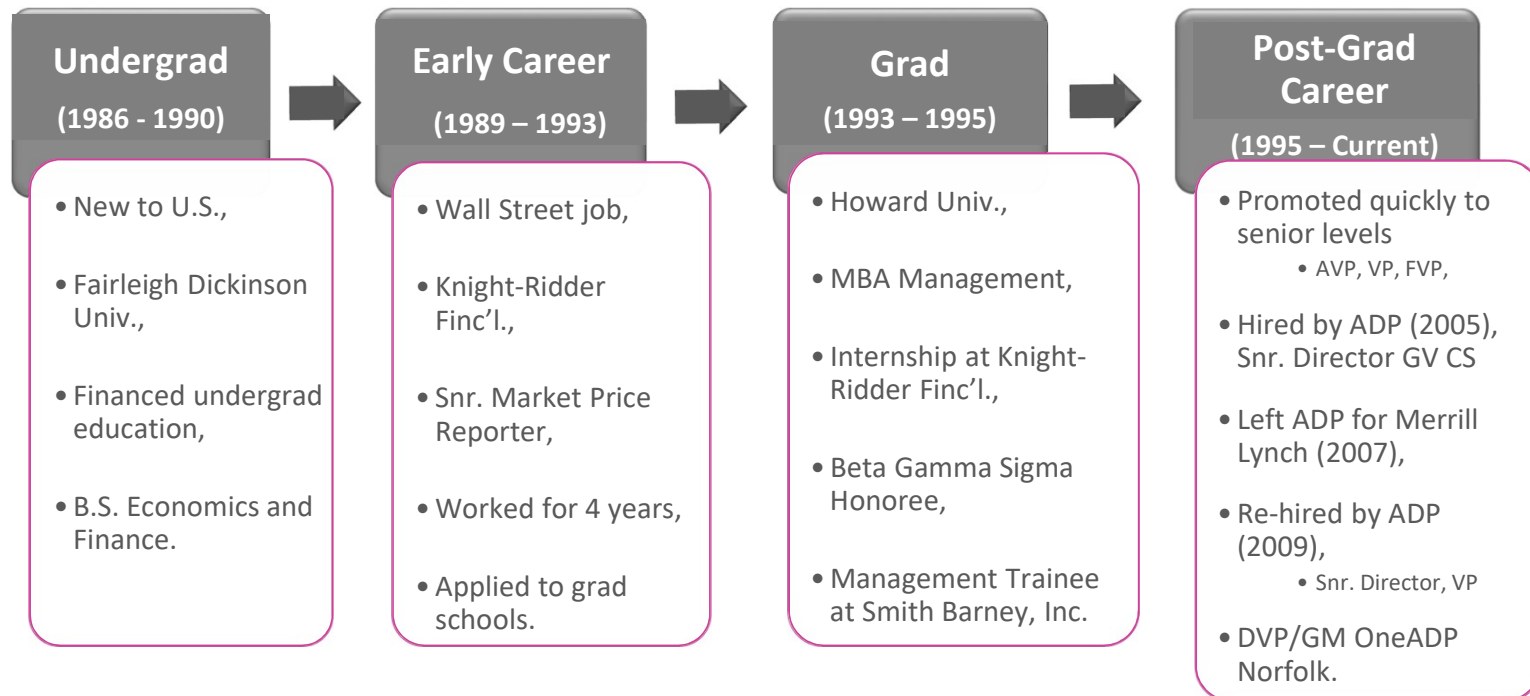 Undergrad
(1986 - 1990)
• New to U.S.,
• Fairleigh Dickinson
Univ.,
• Financed undergrad
education,
• B.S. Economics and
Finance.
Early Career
(1989 – 1993)
• Wall Street job,
• Knight-Ridder
Finc’l.,
• Snr. Market Price
Reporter,
• Worked for 4 years,
• Applied to grad
schools.
Grad
(1993 – 1995)
• Howard Univ.,
• MBA Management,
• Internship at Knight-
Ridder Finc’l.,
• Beta Gamma Sigma
Honoree,
• Management Trainee
at Smith Barney, Inc.
Post-Grad
Career
(1995 – Current)
• Promoted quickly to
senior levels
• AVP, VP, FVP,
• Hired by ADP (2005),
Snr. Director GV CS
• Left ADP for Merrill
Lynch (2007),
• Re-hired by ADP
(2009),
• Snr. Director, VP
• DVP/GM OneADP
Norfolk.